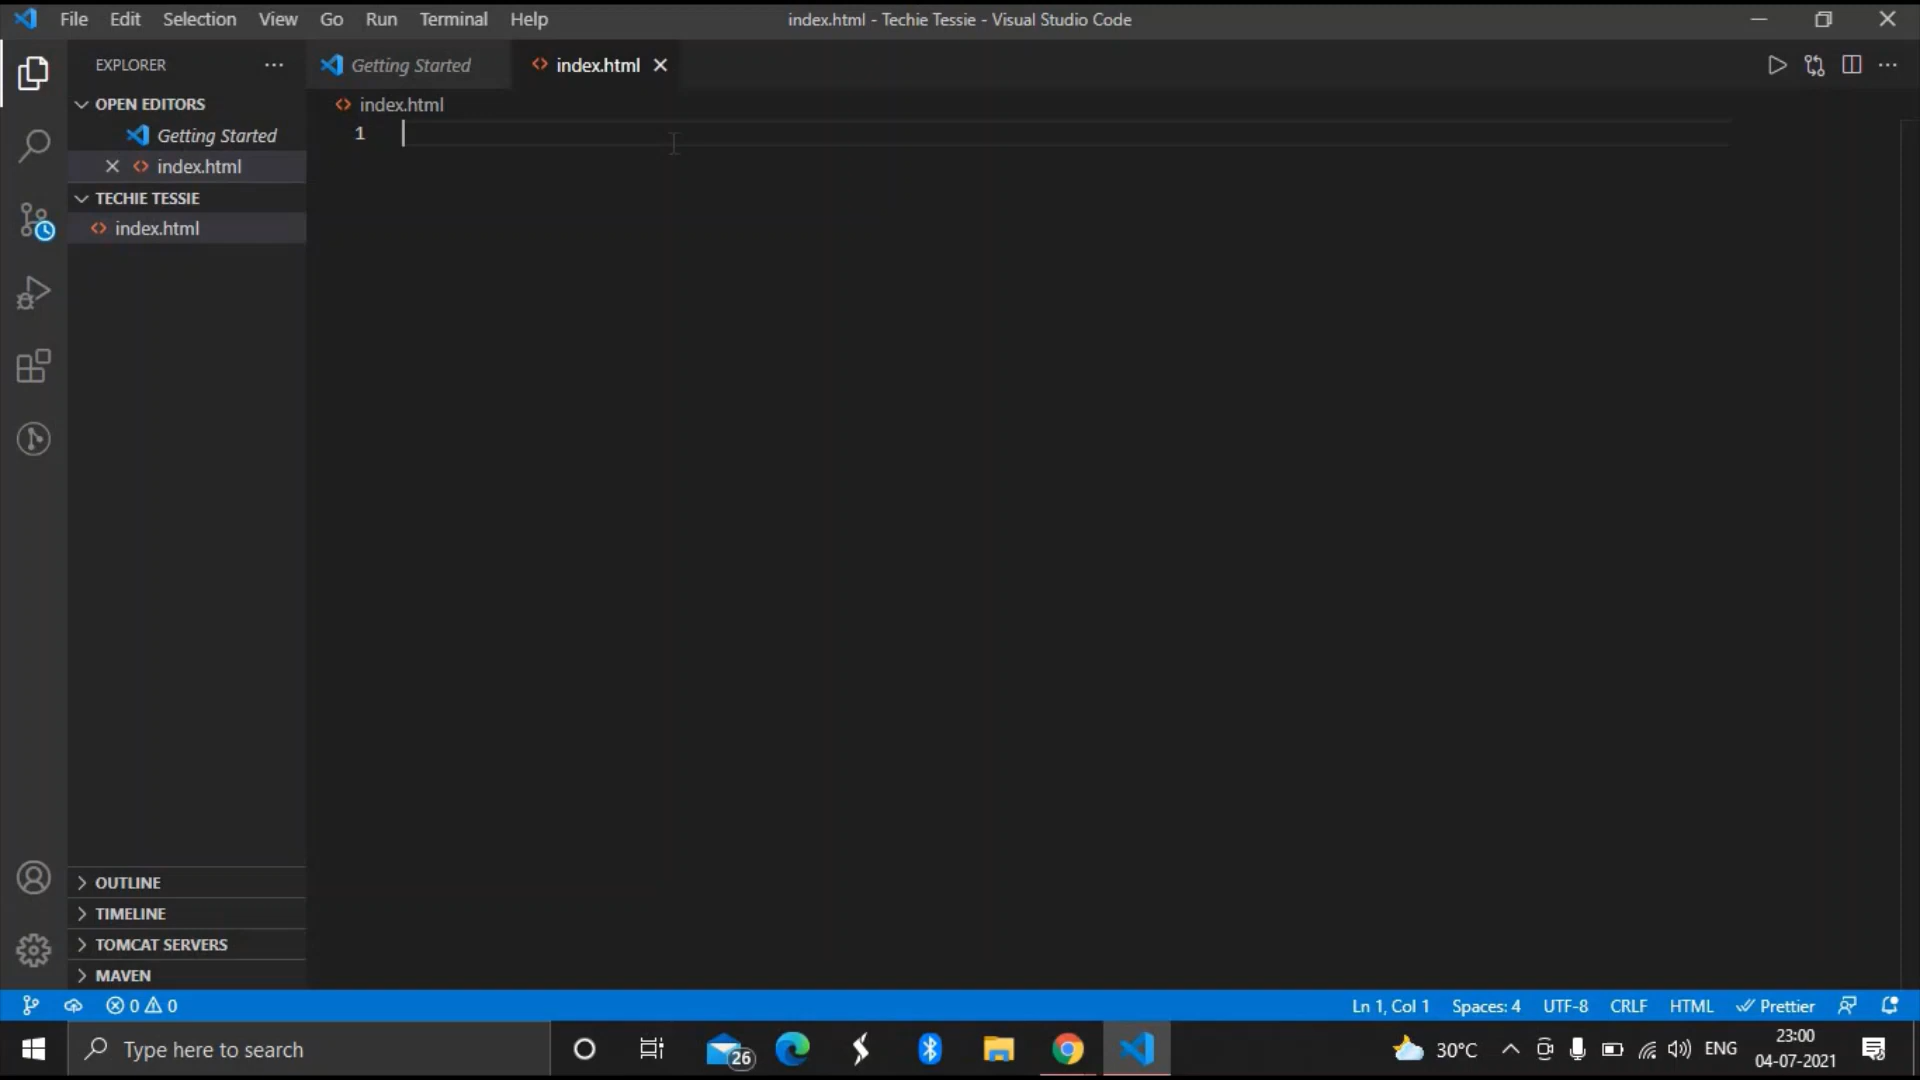 File Edit Selection View Go Run Terminal Help
index.html - Techie Tessie - Visual Studio Code
EXPLORER
Getting Started
index.html
OPEN EDITORS
Getting Started
index.html
TECHIE TESSIE
index.html
index.html
1
OUTLINE
TIMELINE
TOMCAT SERVERS
MAVEN
0 0
Ln 1, Col 1 Spaces: 4 UTF-8 CRLF HTML Prettier
Type here to search
26
30°C
ENG
23:00
04-07-2021